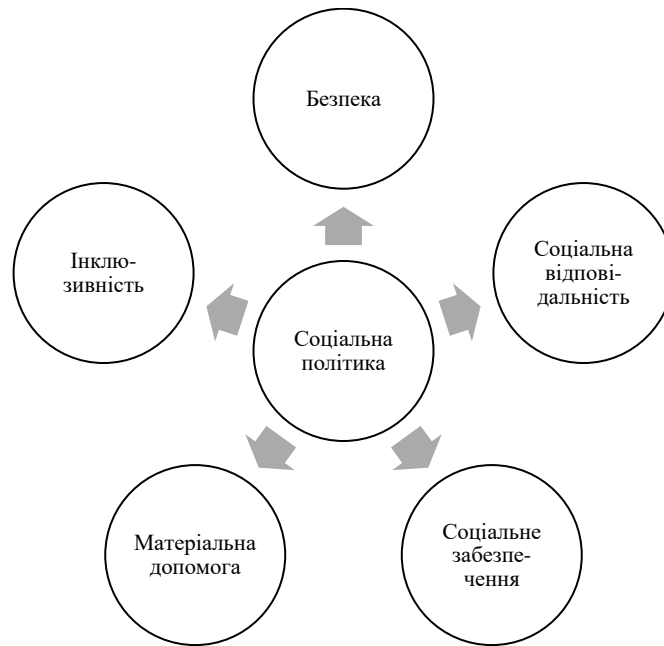 Безпека
Інклю-
зивність
Соціальна
відпові-
дальність
Соціальна
політика
Матеріальна
допомога
Соціальне
забезпе-
чення